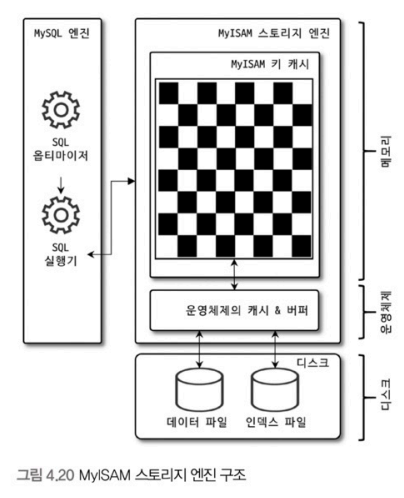 MySQL 엔진
SQL
옵티마이저
SQL
실행기
MyISAM 스토리지 엔진
MyISAM 키 캐시
운영체제의 캐시 & 버퍼
디스크
데이터 파일
인덱스 파일
메모리
운영체제
디스크
그림 4.20 MyISAM 스토리지 엔진 구조